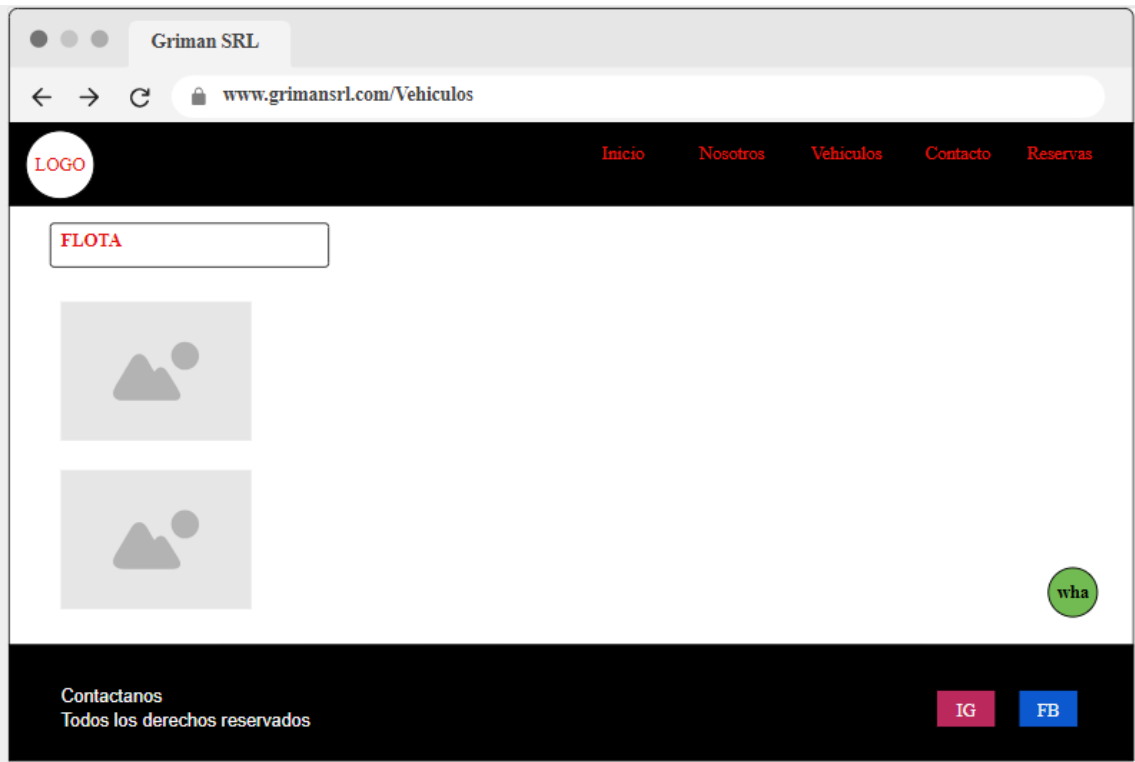 Griman SRL
www.grimansrl.com/Vehiculos
LOGO
Inicio Nosotros Vehiculos Contacto Reservas
FLOTA
wha
Contactanos
Todos los derechos reservados
IG FB